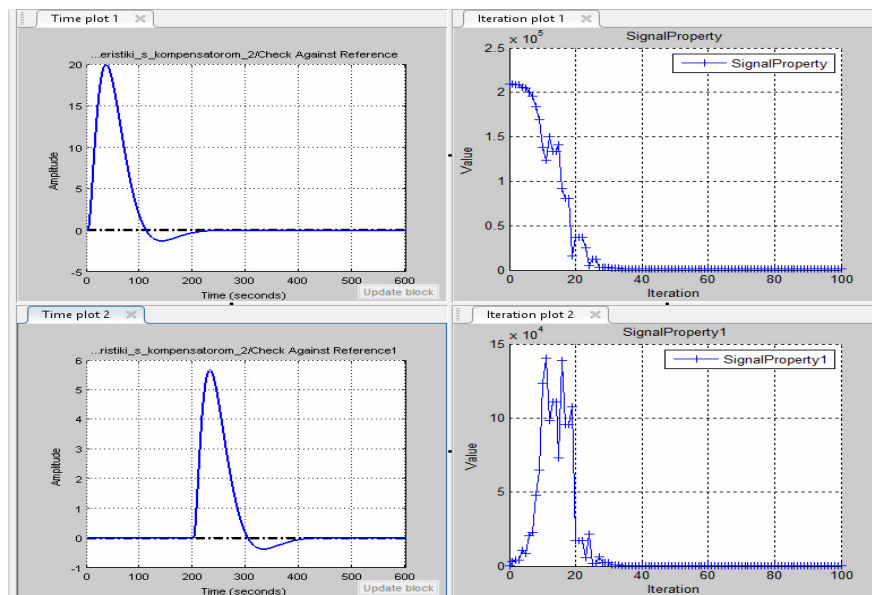 Time plot 1
...eristiki_s_kompensatorom_2/Check Against Reference
20
15
10
5
0
-5
Amplitude
0 100 200 300 400 500 600
Time (seconds)
Update block
Iteration plot 1
SignalProperty
x 10^5
2.5
2
1.5
1
0.5
0
Value
SignalProperty
0 20 40 60 80 100
Iteration
Time plot 2
...ristiki_s_kompensatorom_2/Check Against Reference1
6
5
4
3
2
1
0
-1
Amplitude
0 100 200 300 400 500 600
Time (seconds)
Update block
Iteration plot 2
SignalProperty1
x 10^4
15
10
5
0
Value
SignalProperty1
0 20 40 60 80 100
Iteration